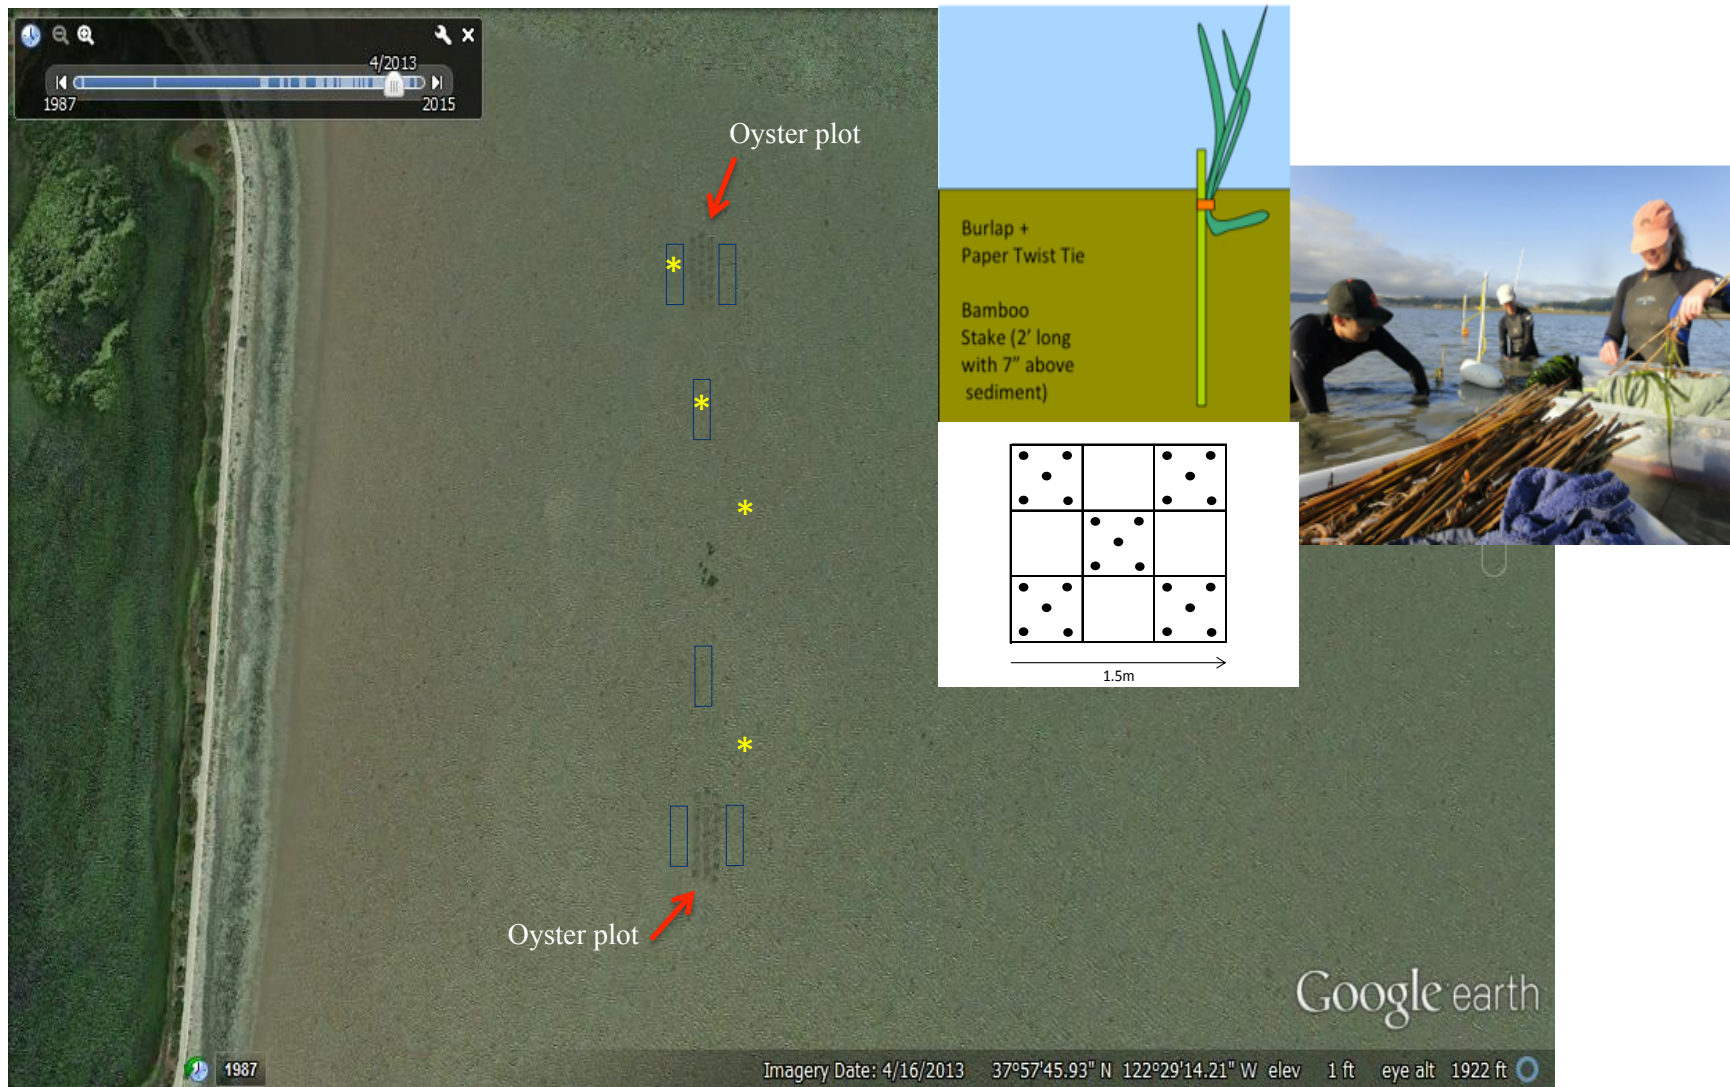 4/2013
1987
2015
Oyster plot
Burlap +
Paper Twist Tie
Bamboo
Stake (2' long
with 7" above
sediment)
*
*
*
1.5m
*
Oyster plot
Google earth
1987
Imagery Date: 4/16/2013 37°57'45.93" N 122°29'14.21" W elev 1 ft eye alt 1922 ft